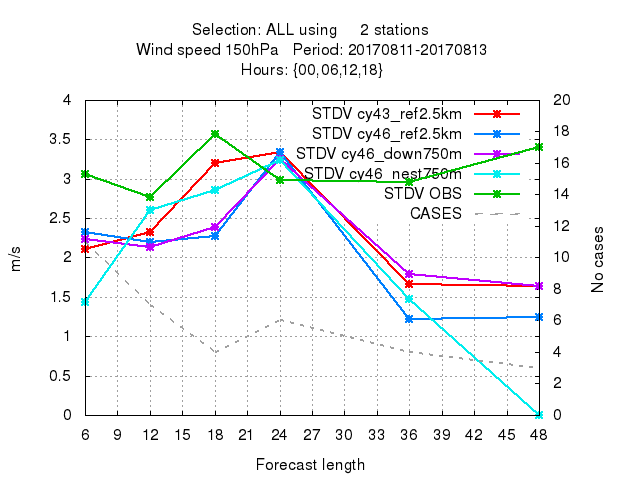 Selection: ALL using 2 stations
Wind speed 150hPa Period: 20170811-20170813
Hours: {00,06,12,18}
4
3.5
3
2.5
2
1.5
1
0.5
0
m/s
STDV cy43_ref2.5km
STDV cy46_ref2.5km
STDV cy46_down750m
STDV cy46_nest750m
STDV OBS
CASES
20
18
16
14
12
10
8
6
4
2
0
No cases
6 9 12 15 18 21 24 27 30 33 36 39 42 45 48
Forecast length